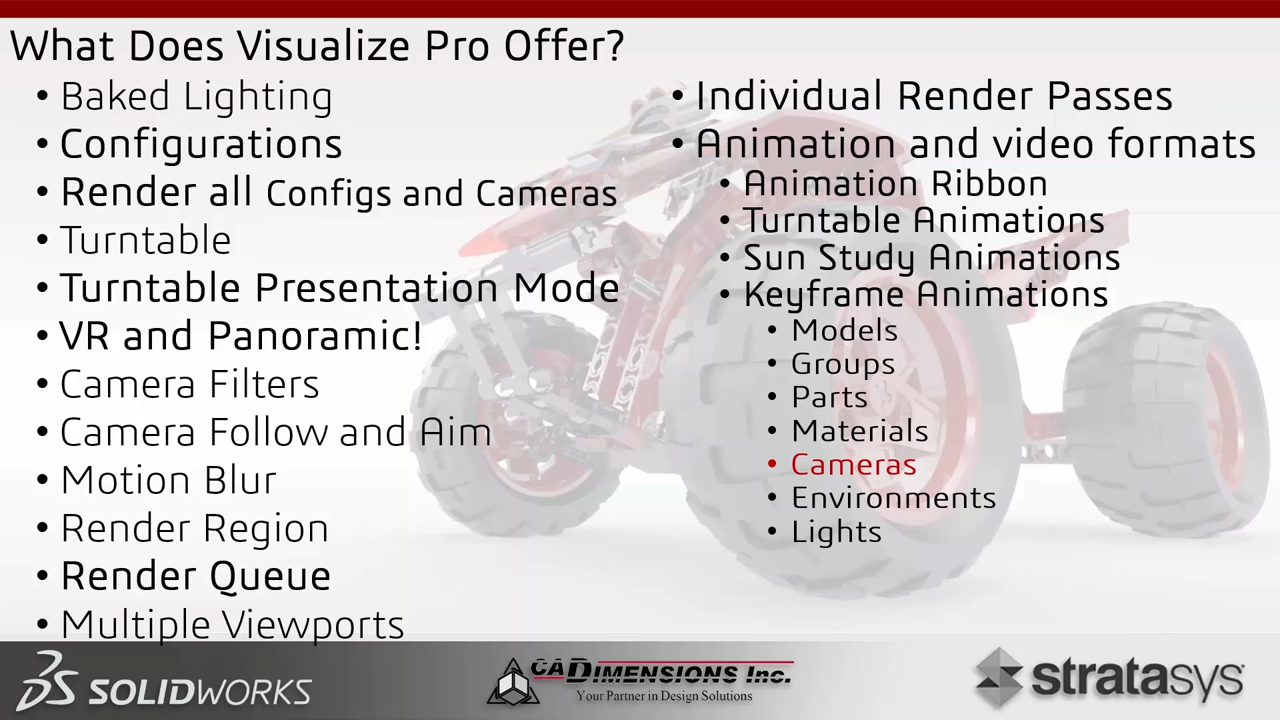 What Does Visualize Pro Offer?
• Baked Lighting
• Configurations
• Render all Configs and Cameras
• Turntable
• Turntable Presentation Mode
• VR and Panoramic!
• Camera Filters
• Camera Follow and Aim
• Motion Blur
• Render Region
• Render Queue
• Multiple Viewports
• Individual Render Passes
• Animation and video formats
• Animation Ribbon
• Turntable Animations
• Sun Study Animations
• Keyframe Animations
• Models
• Groups
• Parts
• Materials
• Cameras
• Environments
• Lights
SOLIDWORKS
CADIMENSIONS Inc.
Your Partner in Design Solutions
stratasys